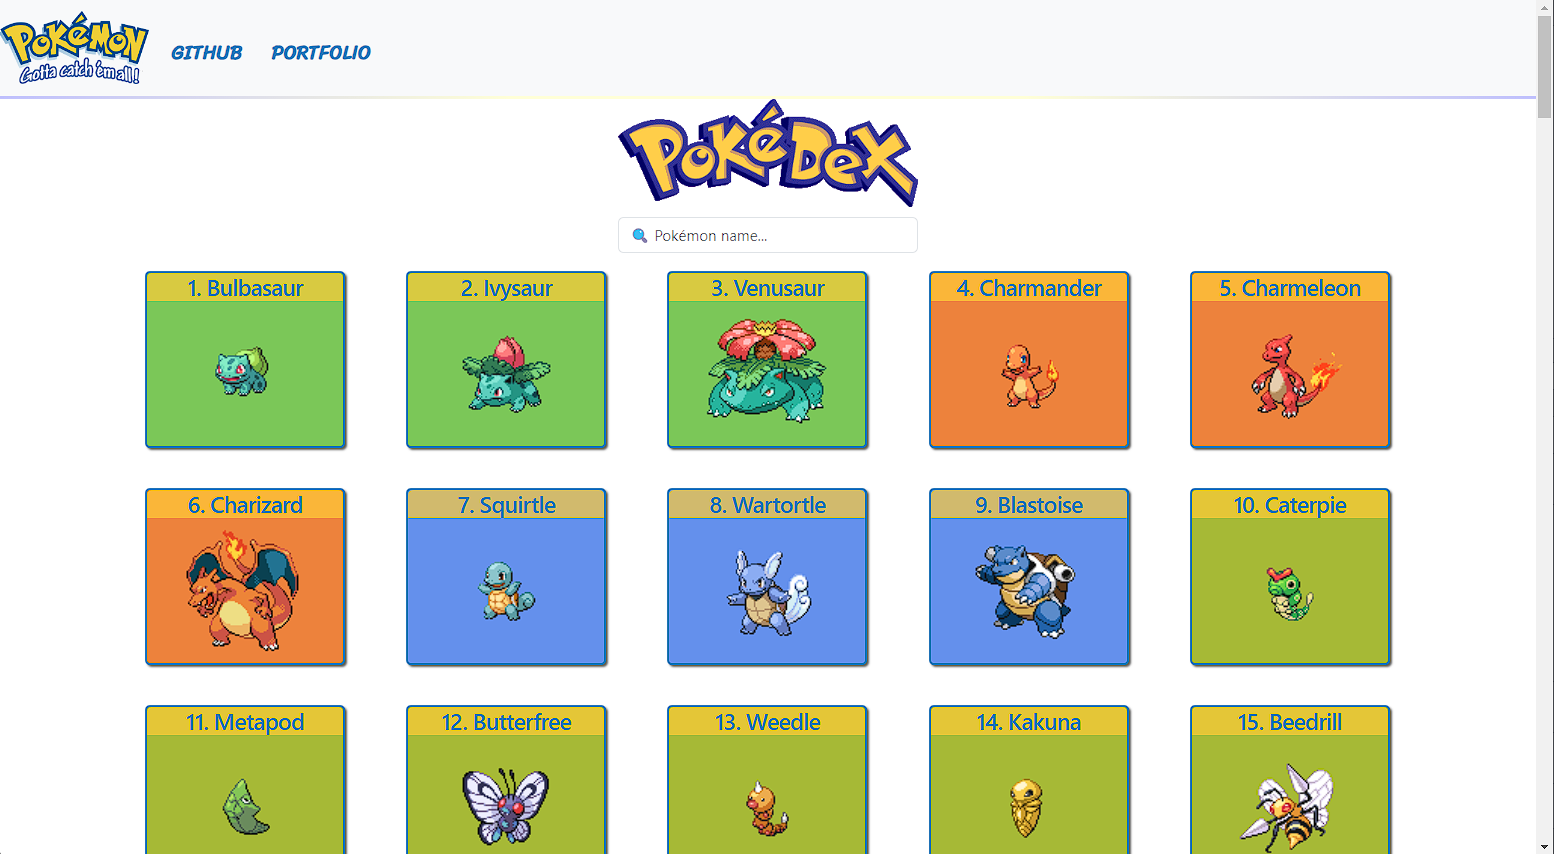 Pokémon
Gotta catch 'em all!
GITHUB
PORTFOLIO
PokéDex
Pokémon name...
1. Bulbasaur
2. Ivysaur
3. Venusaur
4. Charmander
5. Charmeleon
6. Charizard
7. Squirtle
8. Wartortle
9. Blastoise
10. Caterpie
11. Metapod
12. Butterfree
13. Weedle
14. Kakuna
15. Beedrill